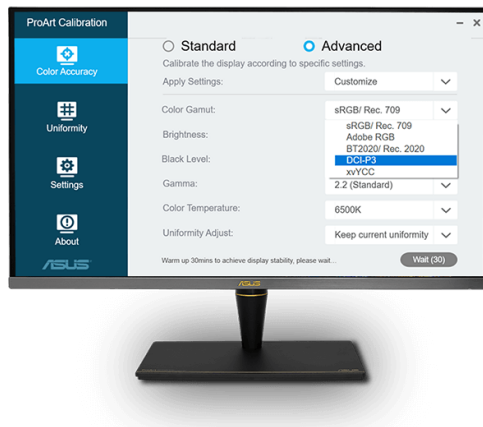 ProArt Calibration
Color Accuracy
Uniformity
Settings
About
ASUS
Standard Advanced
Calibrate the display according to specific settings.
Apply Settings: Customize
Color Gamut: sRGB/ Rec. 709
sRGB/ Rec. 709
Adobe RGB
BT2020/ Rec. 2020
DCI-P3
xvYCC
Brightness:
Black Level:
Gamma: 2.2 (Standard)
Color Temperature: 6500K
Uniformity Adjust: Keep current uniformity
Warm up 30mins to achieve display stability, please wait... Wait (30)
ASUS